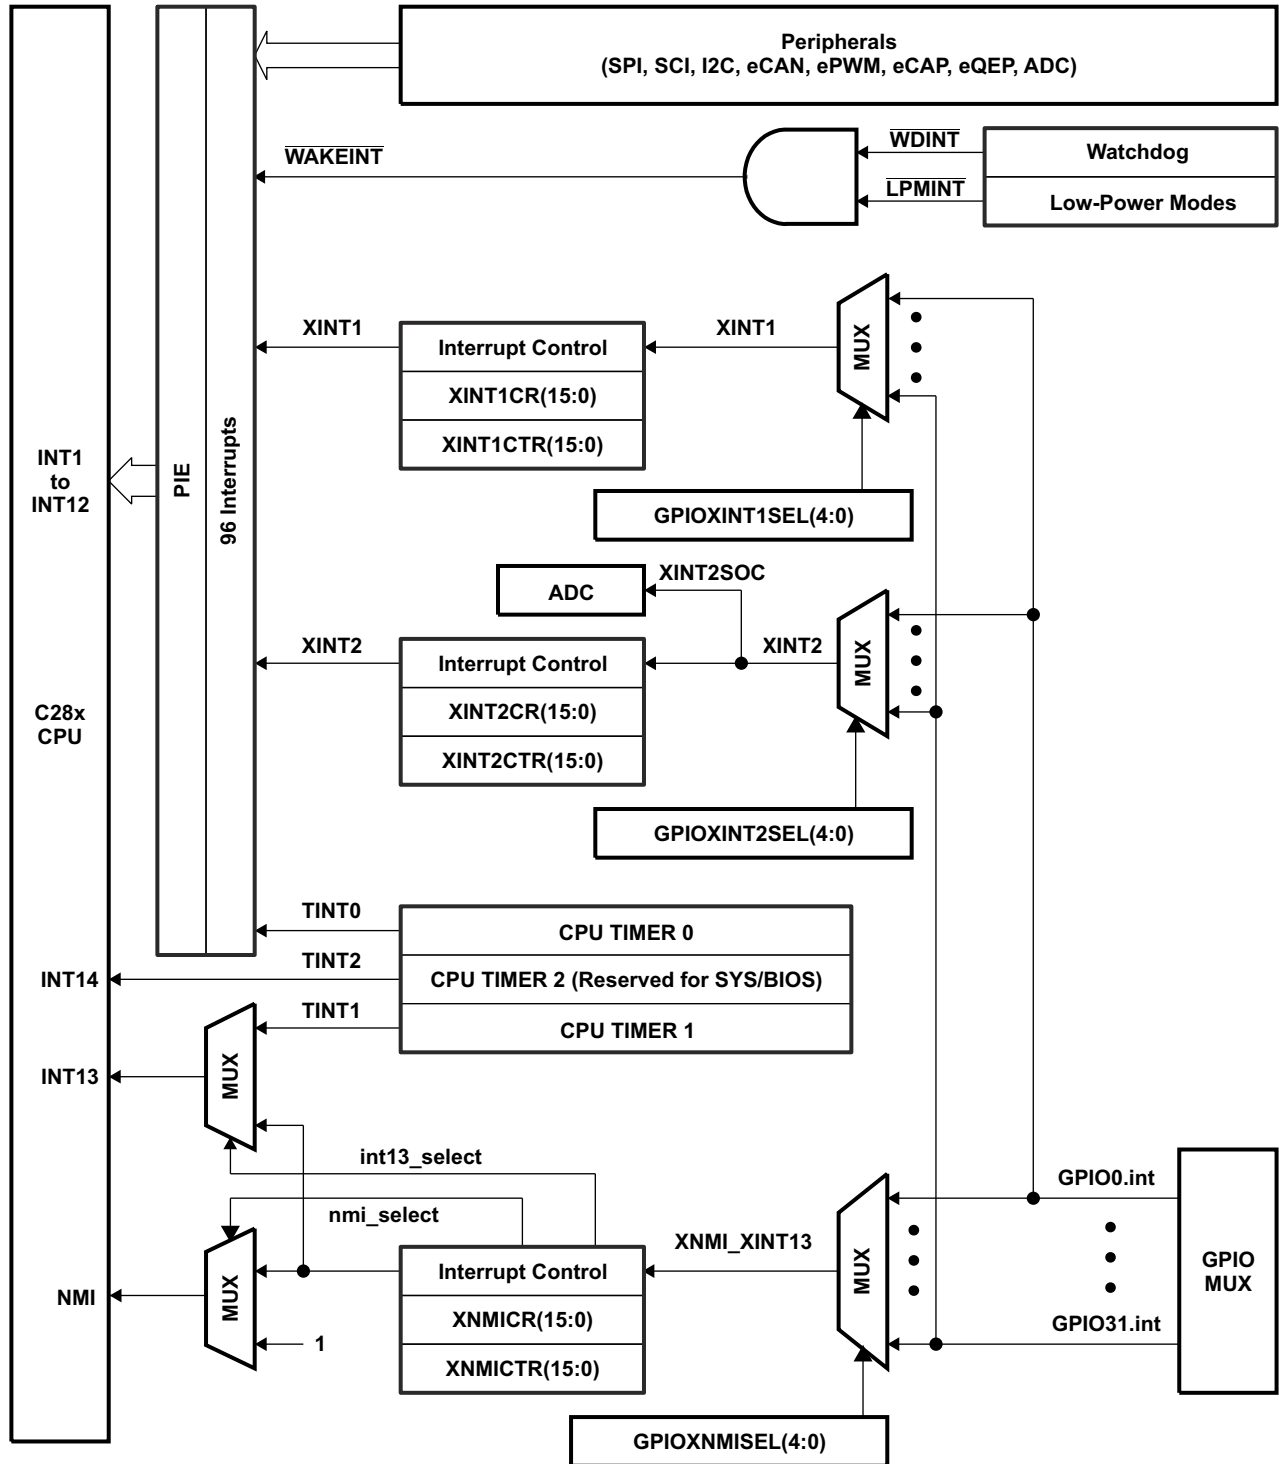 Peripherals
(SPI, SCI, I2C, eCAN, ePWM, eCAP, eQEP, ADC)
WAKEINT
WDINT
Watchdog
LPMINT
Low-Power Modes
XINT1
Interrupt Control
XINT1CR(15:0)
XINT1CTR(15:0)
XINT1
MUX
GPIOXINT1SEL(4:0)
INT1
to
INT12
PIE
96 Interrupts
ADC
XINT2SOC
XINT2
Interrupt Control
XINT2CR(15:0)
XINT2CTR(15:0)
XINT2
MUX
GPIOXINT2SEL(4:0)
C28x
CPU
TINT0
CPU TIMER 0
INT14
TINT2
CPU TIMER 2 (Reserved for SYS/BIOS)
TINT1
CPU TIMER 1
INT13
MUX
int13_select
nmi_select
NMI
MUX
1
Interrupt Control
XNMICR(15:0)
XNMICTR(15:0)
XNMI_XINT13
MUX
GPIO0.int
GPIO31.int
GPIO
MUX
GPIOXNMISEL(4:0)